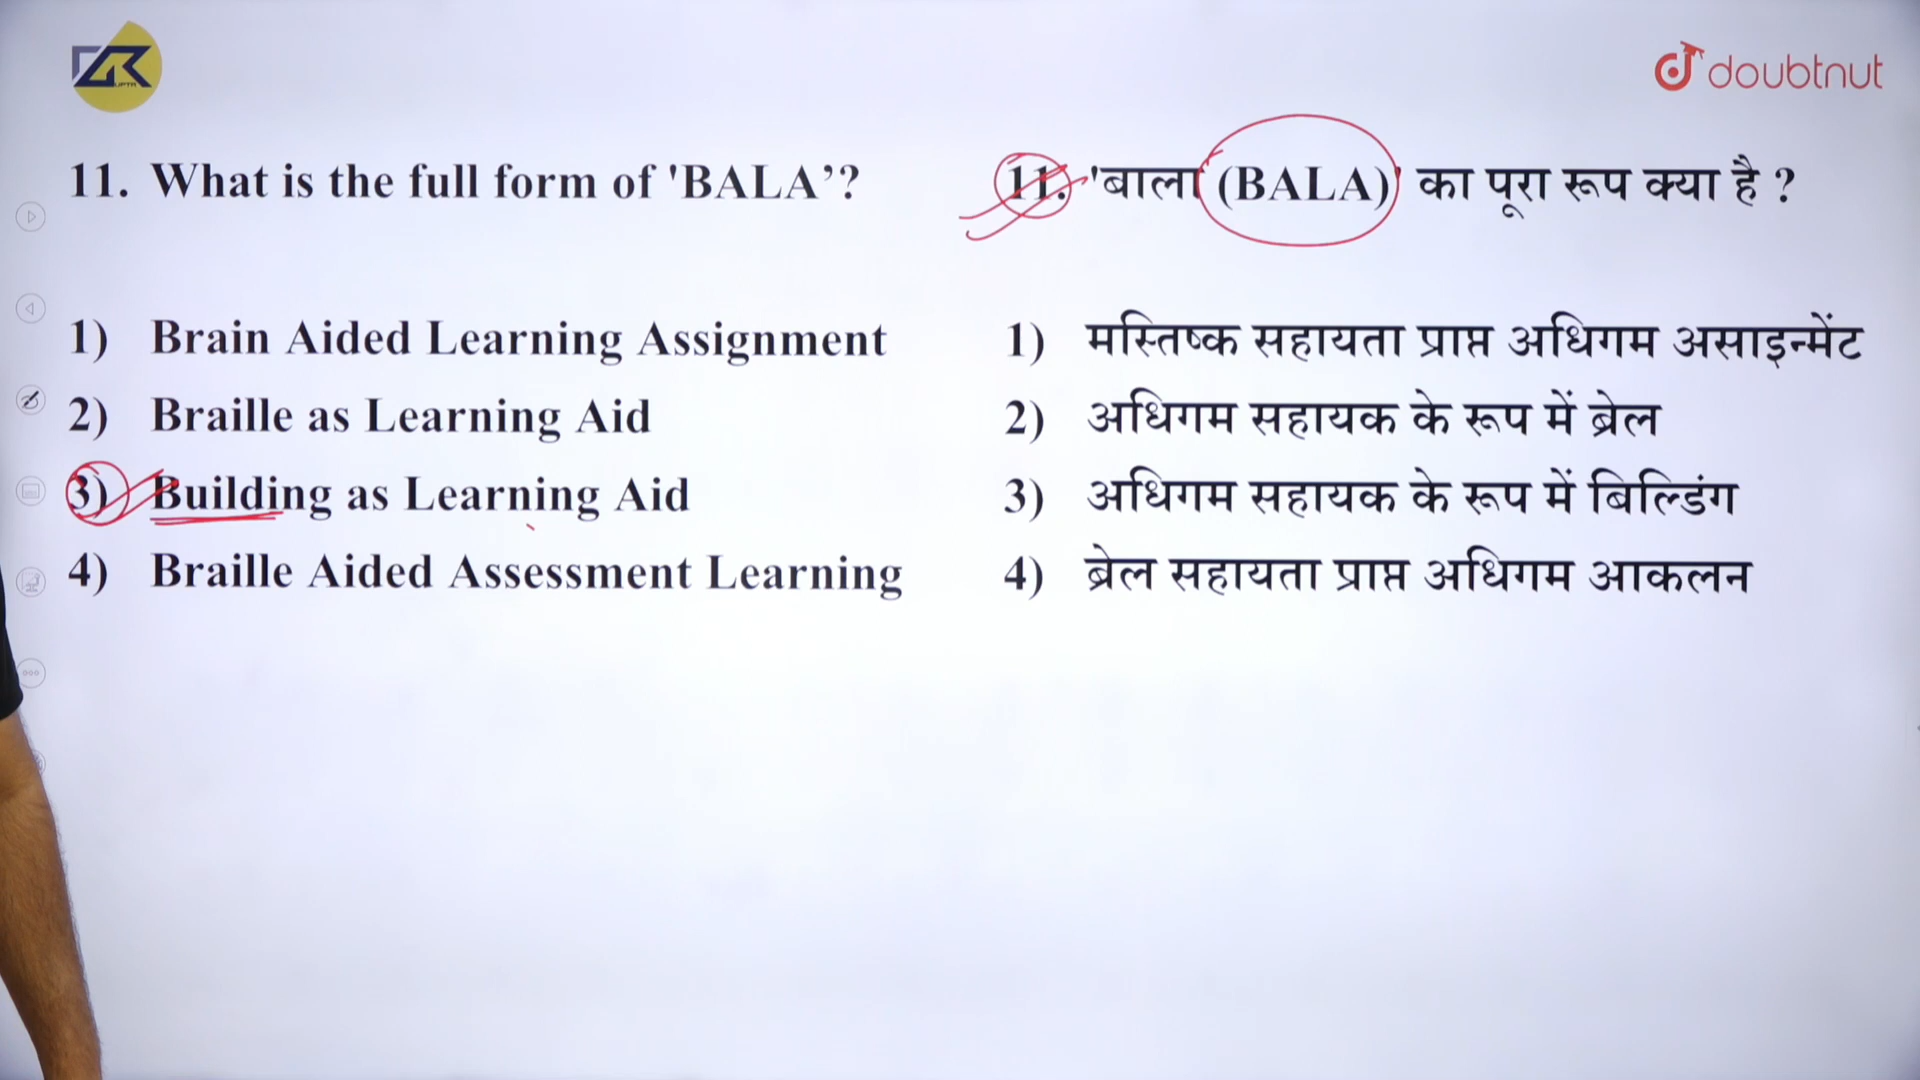 GR
GUPTA
doubtnut
11. What is the full form of 'BALA’?
1) Brain Aided Learning Assignment
2) Braille as Learning Aid
3) Building as Learning Aid
4) Braille Aided Assessment Learning
11. 'बाला (BALA)' का पूरा रूप क्या है ?
1) मस्तिष्क सहायता प्राप्त अधिगम असाइन्मेंट
2) अधिगम सहायक के रूप में ब्रेल
3) अधिगम सहायक के रूप में बिल्डिंग
4) ब्रेल सहायता प्राप्त अधिगम आकलन